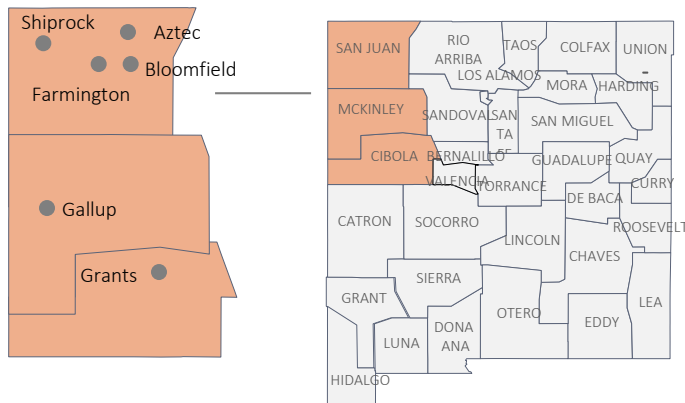 Shiprock
Aztec
Bloomfield
Farmington
Gallup
Grants
SAN JUAN
RIO
ARRIBA
TAOS
COLFAX
UNION
LOS ALAMOS
MORA
HARDING
MCKINLEY
SANDOVAL
SAN
TA
FE
SAN MIGUEL
CIBOLA
BERNALILLO
GUADALUPE
QUAY
VALENCIA
TORRANCE
CURRY
DE BACA
CATRON
SOCORRO
ROOSEVELT
LINCOLN
CHAVES
SIERRA
GRANT
OTERO
LEA
EDDY
LUNA
DONA
ANA
HIDALGO